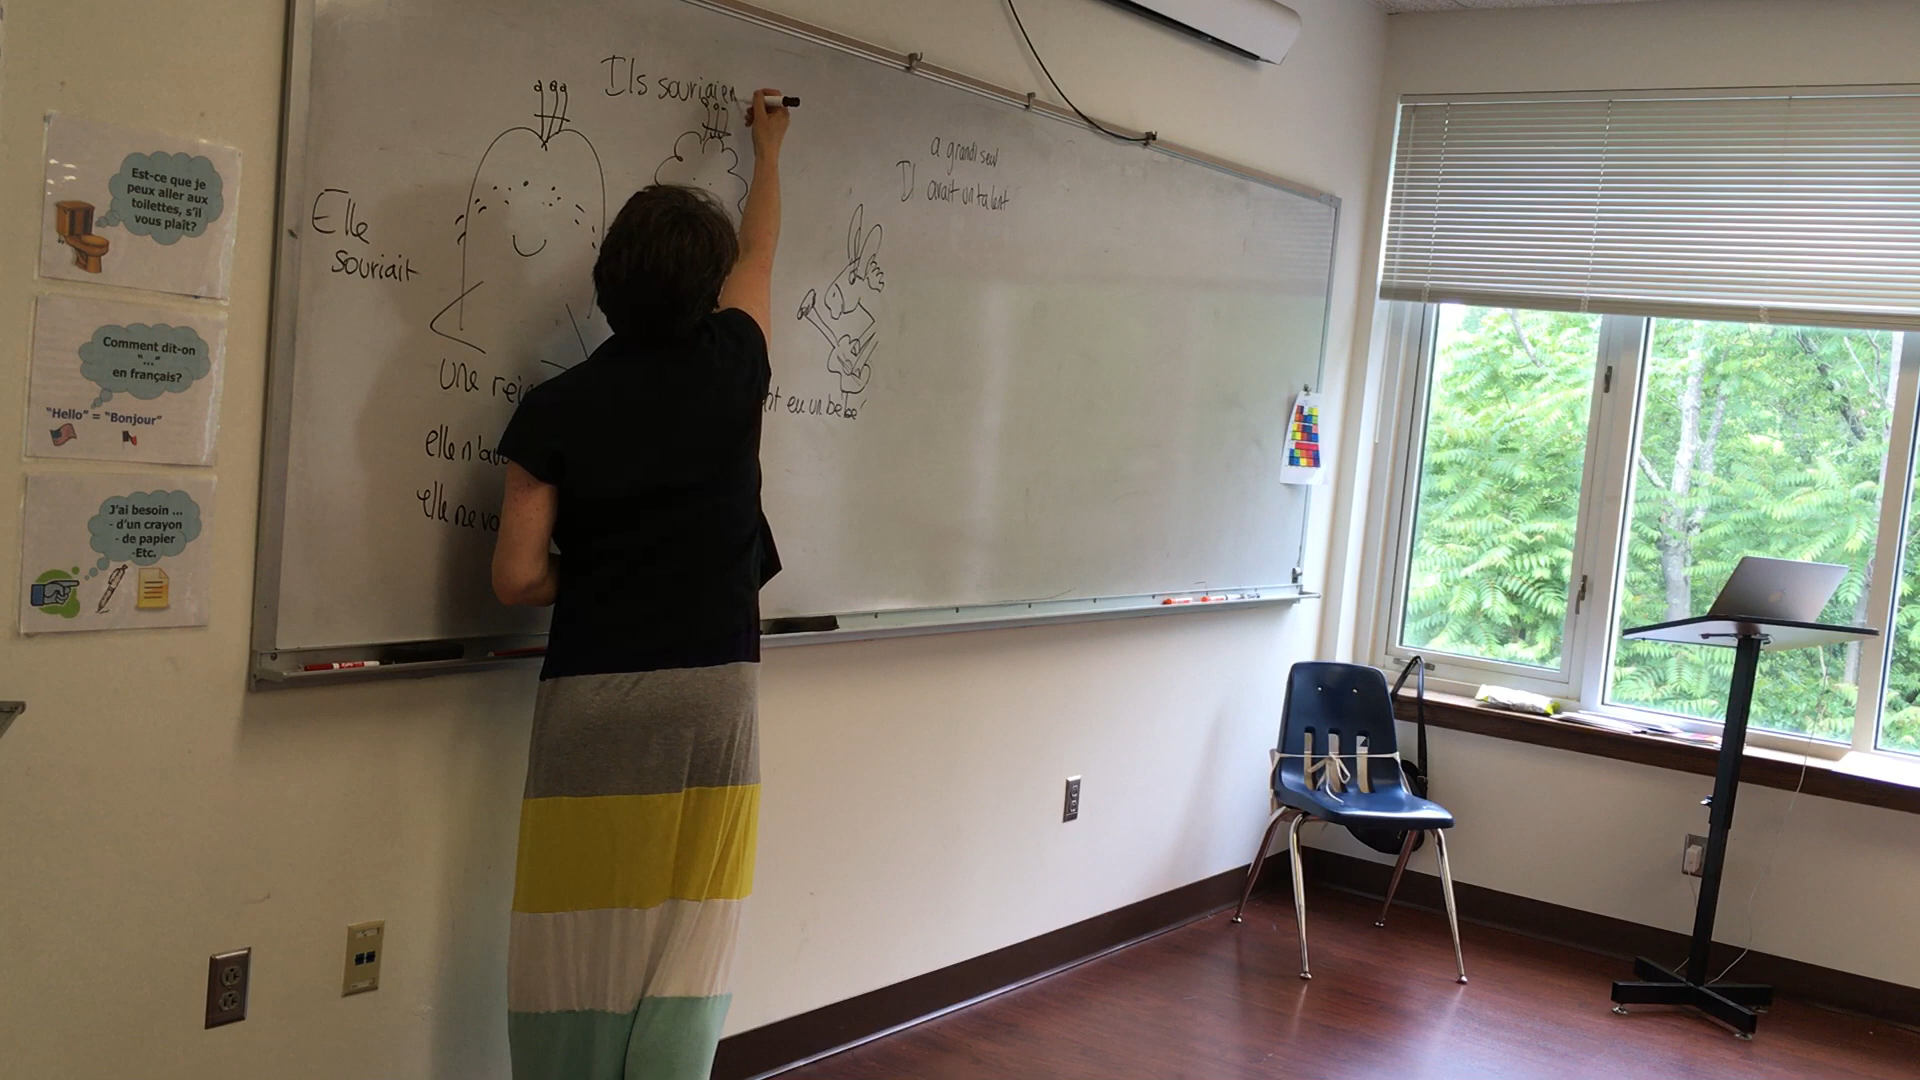 Est-ce que je
peux aller aux
toilettes, s'il
vous plaît?
Comment dit-on
"..."
en français?
"Hello" = "Bonjour"
J'ai besoin ...
- d'un crayon
- de papier
-Etc.
Elle
souriait
Ils souriaien
une rei
elle n'av
elle ne vo
nt eu un bébé
a grandi seul
Il avait un talent